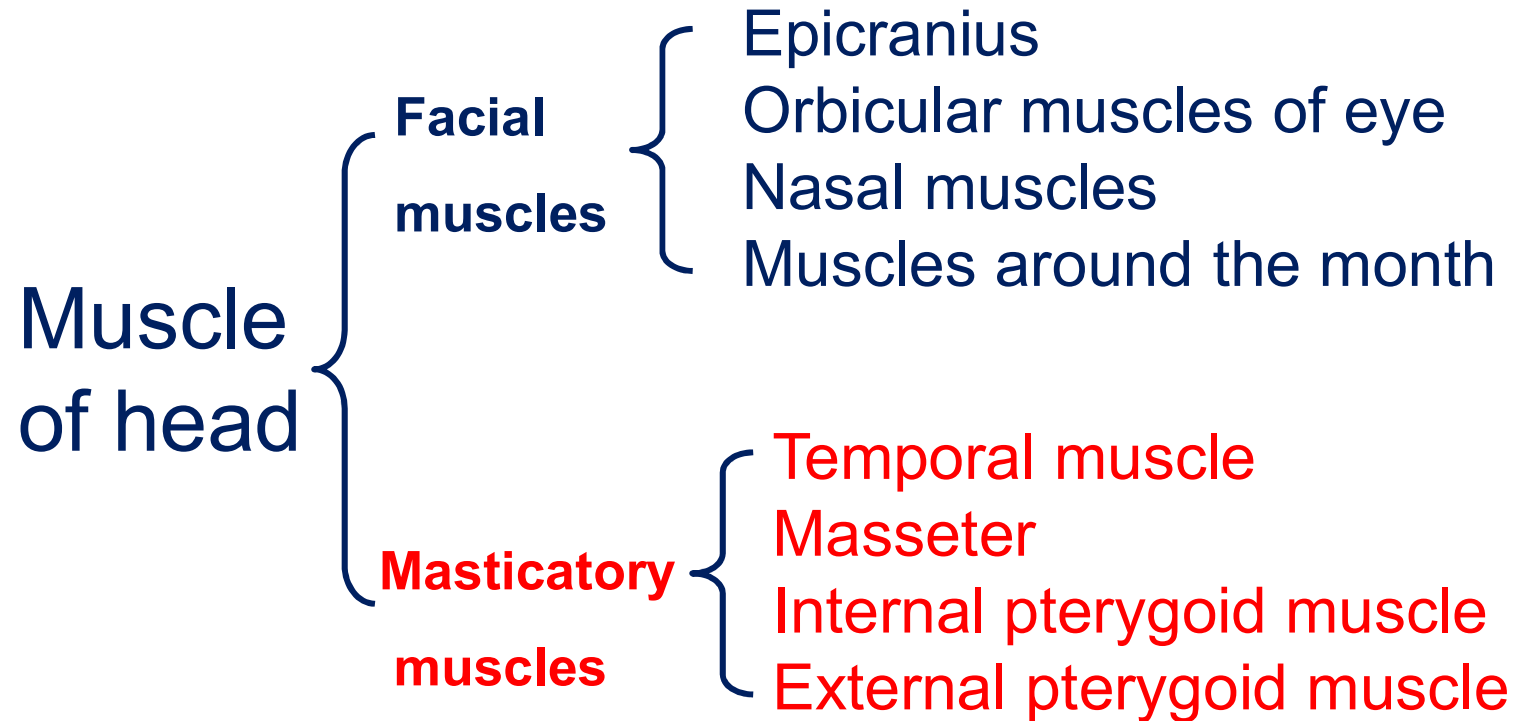 Muscle
of head
Facial
muscles
Epicranius
Orbicular muscles of eye
Nasal muscles
Muscles around the month
Masticatory
muscles
Temporal muscle
Masseter
Internal pterygoid muscle
External pterygoid muscle